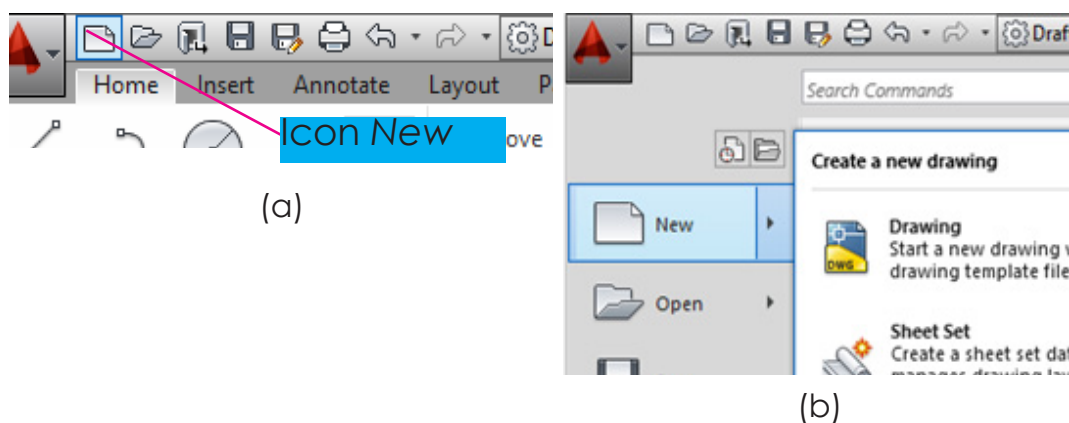 Home Insert Annotate Layout P
Icon New
ove
(a)
Draf
Search Commands
Create a new drawing
New
Drawing
Start a new drawing
drawing template file
DWG
Open
Sheet Set
Create a sheet set dat
(b)